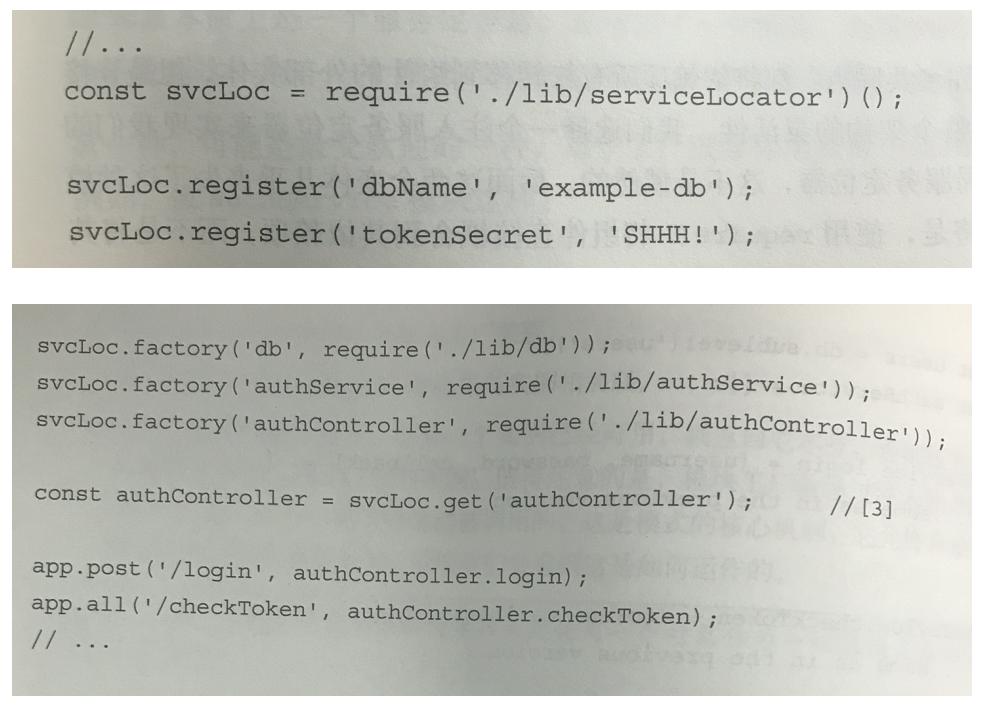 //...
const svcLoc = require('./lib/serviceLocator')();
svcLoc.register('dbName', 'example-db');
svcLoc.register('tokenSecret', 'SHHH!');
svcLoc.factory('db', require('./lib/db'));
svcLoc.factory('authService', require('./lib/authService'));
svcLoc.factory('authController', require('./lib/authController'));
const authController = svcLoc.get('authController'); //[3]
app.post('/login', authController.login);
app.all('/checkToken', authController.checkToken);
// ...